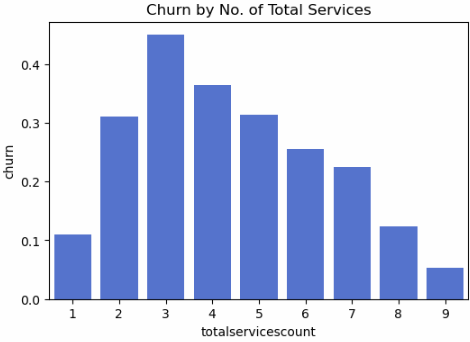 Churn by No. of Total Services
0.4
0.3
0.2
0.1
0.0
churn
1 2 3 4 5 6 7 8 9
totalservicescount